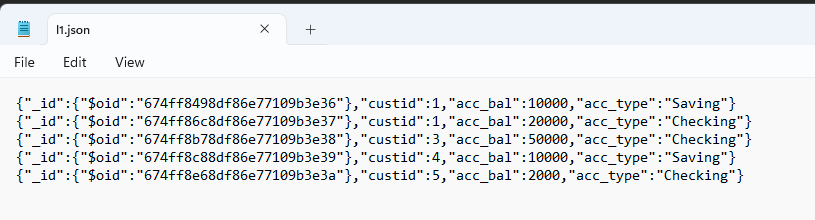 l1.json
File Edit View
{"_id":{"$oid":"674ff8498df86e77109b3e36"},"custid":1,"acc_bal":10000,"acc_type":"Saving"}
{"_id":{"$oid":"674ff86c8df86e77109b3e37"},"custid":1,"acc_bal":20000,"acc_type":"Checking"}
{"_id":{"$oid":"674ff8b78df86e77109b3e38"},"custid":3,"acc_bal":50000,"acc_type":"Checking"}
{"_id":{"$oid":"674ff8c88df86e77109b3e39"},"custid":4,"acc_bal":10000,"acc_type":"Saving"}
{"_id":{"$oid":"674ff8e68df86e77109b3e3a"},"custid":5,"acc_bal":2000,"acc_type":"Checking"}